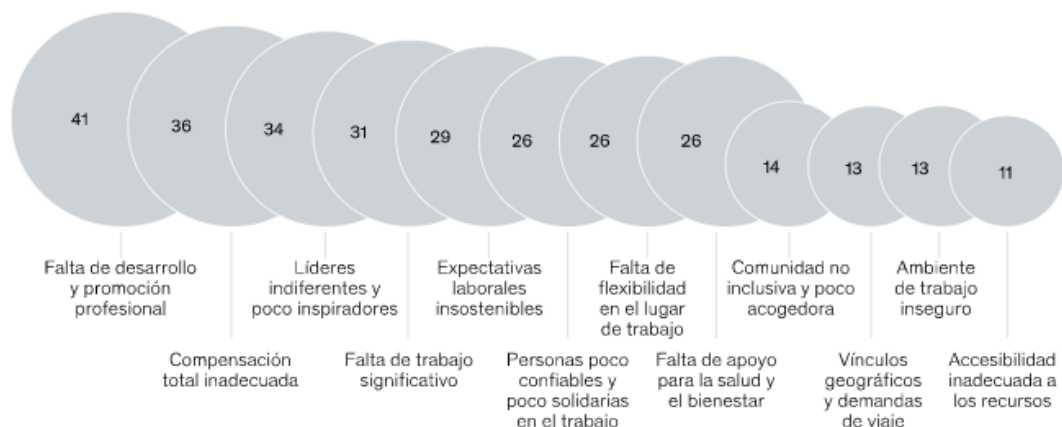 41
36
34
31
29
26
26
26
14
13
13
11
Falta de desarrollo
y promoción
profesional
Compensación
total inadecuada
Líderes
indiferentes y
poco inspiradores
Falta de trabajo
significativo
Expectativas
laborales
insostenibles
Personas poco
confiables y
poco solidarias
en el trabajo
Falta de
flexibilidad
en el lugar
de trabajo
Falta de apoyo
para la salud y
el bienestar
Comunidad no
inclusiva y poco
acogedora
Vínculos
geográficos
y demandas
de viaje
Ambiente
de trabajo
inseguro
Accesibilidad
inadecuada a
los recursos